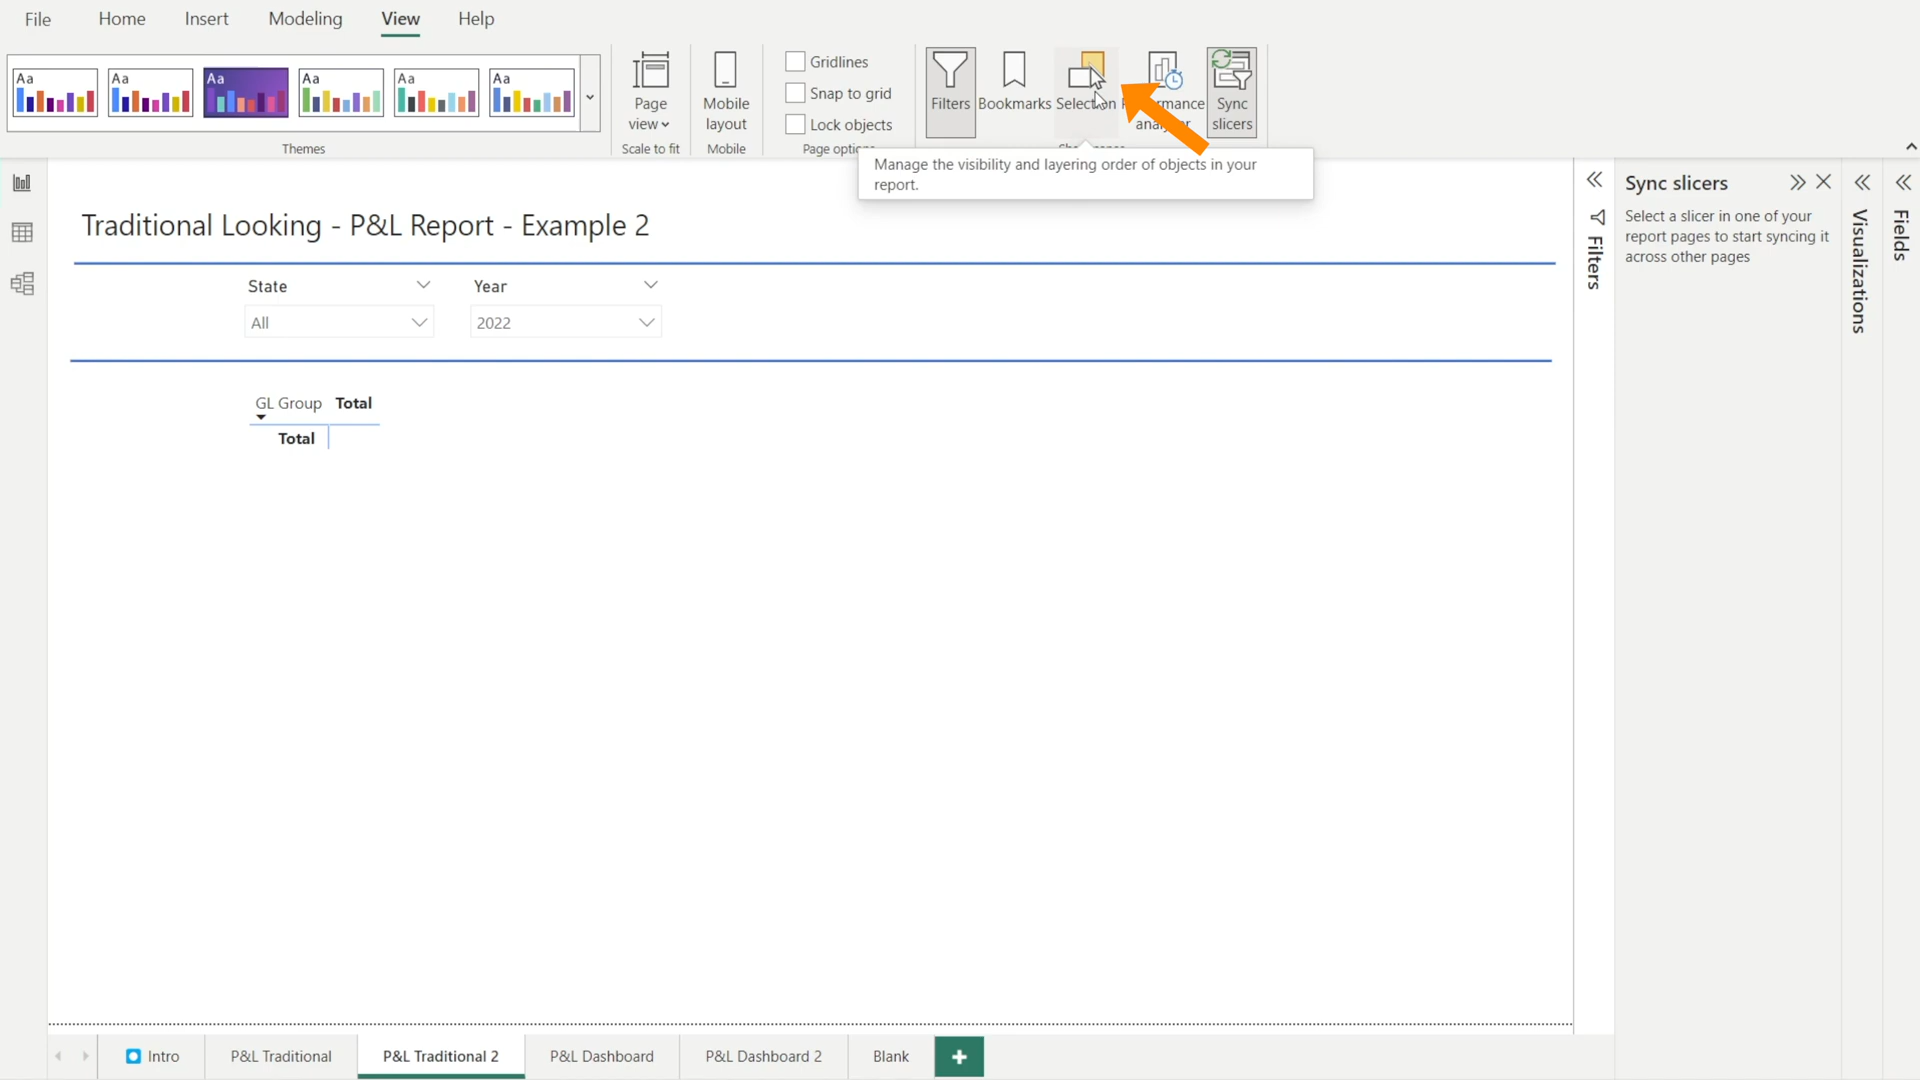 File
Home
Insert
Modeling
View
Help
Aa
Aa
Aa
Aa
Aa
Aa
Themes
Page
view
Scale to fit
Mobile
layout
Mobile
Gridlines
Snap to grid
Lock objects
Filters
Bookmarks
Selection
Sync
slicers
Manage the visibility and layering order of objects in your
report.
Traditional Looking - P&L Report - Example 2
State
Year
All
2022
GL Group
Total
Total
Filters
Sync slicers
Select a slicer in one of your
report pages to start syncing it
across other pages
Visualizations
Fields
Intro
P&L Traditional
P&L Traditional 2
P&L Dashboard
P&L Dashboard 2
Blank